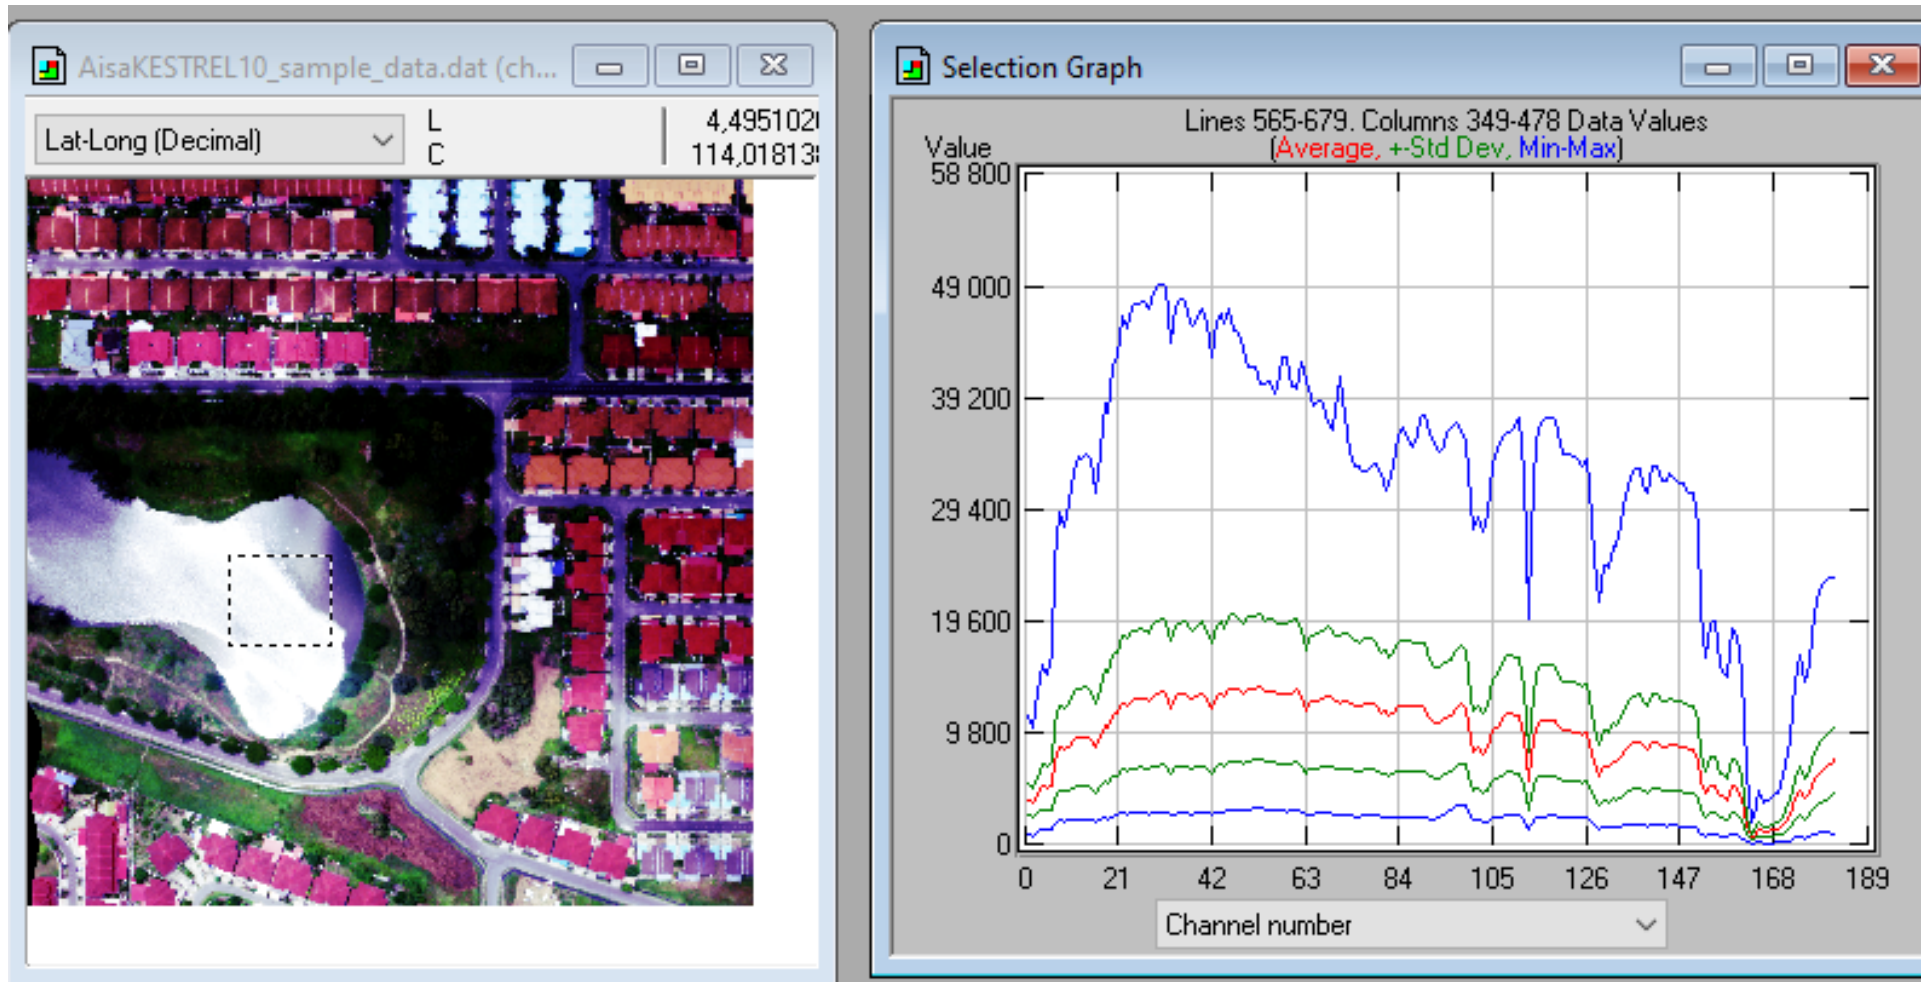 AisaKESTREL10_sample_data.dat (ch...
Lat-Long (Decimal)
L
C
4,495102
114,01813
Selection Graph
Lines 565-679. Columns 349-478 Data Values
(Average, +-Std Dev, Min-Max)
Value
58 800
49 000
39 200
29 400
19 600
9 800
0
0 21 42 63 84 105 126 147 168 189
Channel number